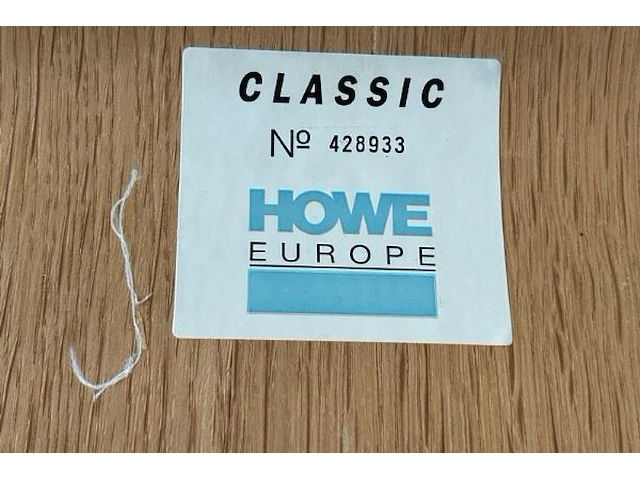 CLASSIC
Nº 428933
HOWE
EUROPE